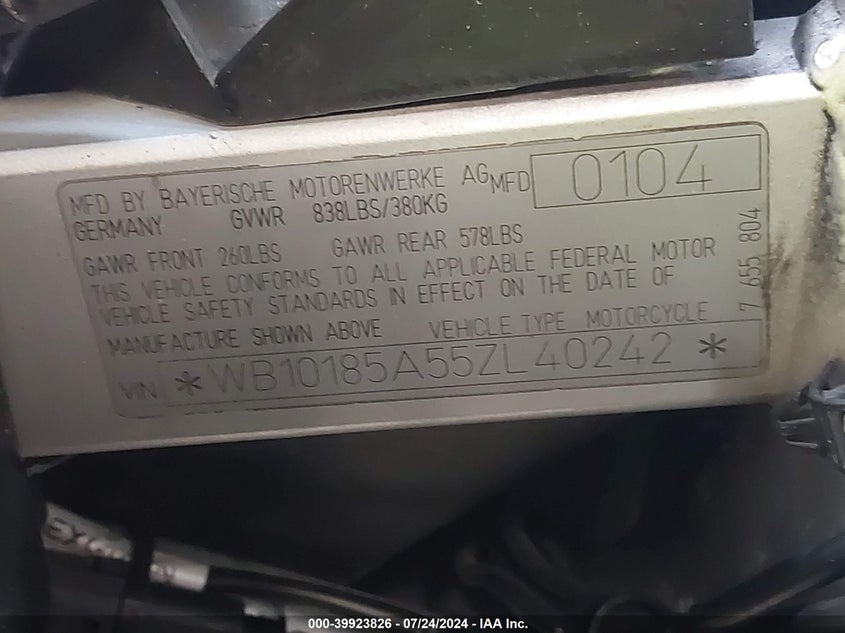 MFD BY BAYERISCHE MOTORENWERKE AG MFD 0104
GERMANY GVWR 838LBS/380KG
GAWR FRONT 260LBS GAWR REAR 578LBS
THIS VEHICLE CONFORMS TO ALL APPLICABLE FEDERAL MOTOR
VEHICLE SAFETY STANDARDS IN EFFECT ON THE DATE OF
MANUFACTURE SHOWN ABOVE VEHICLE TYPE MOTORCYCLE
VIN *WB10185A55ZL40242*
7 655 804
000-39923826 - 07/24/2024 - IAA Inc.